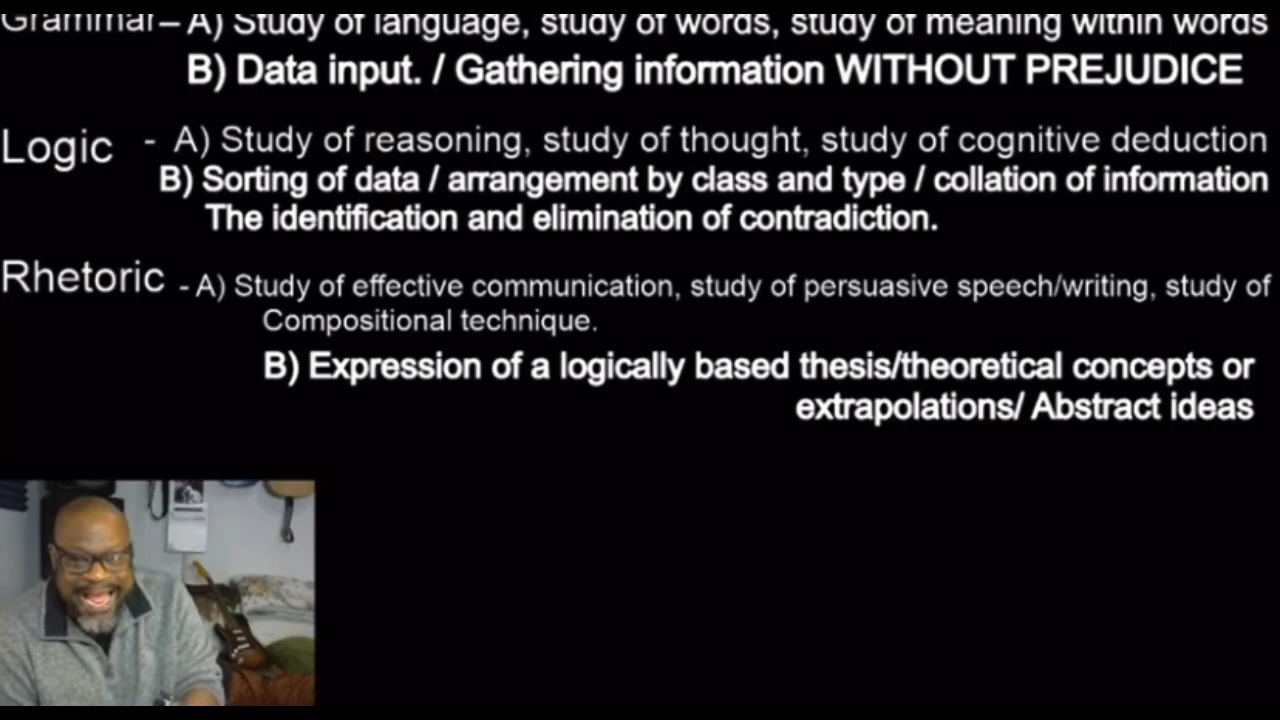 Grammar – A) Study of language, study of words, study of meaning within words
B) Data input. / Gathering information WITHOUT PREJUDICE
Logic - A) Study of reasoning, study of thought, study of cognitive deduction
B) Sorting of data / arrangement by class and type / collation of information
The identification and elimination of contradiction.
Rhetoric - A) Study of effective communication, study of persuasive speech/writing, study of
Compositional technique.
B) Expression of a logically based thesis/theoretical concepts or
extrapolations/ Abstract ideas